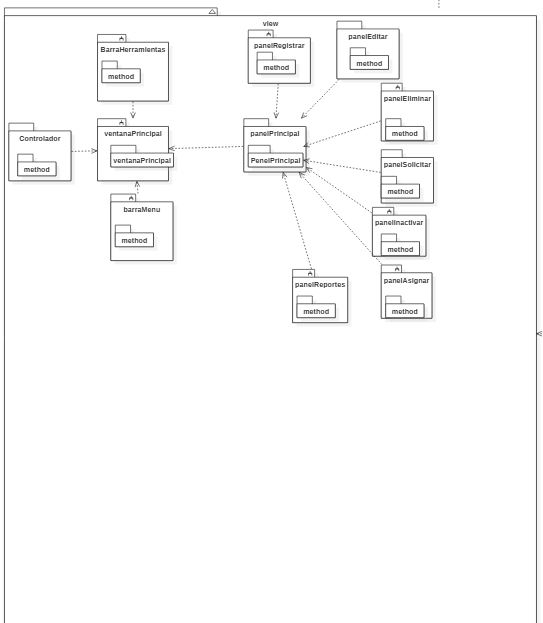 view
panelRegistrar
method
panelEditar
method
BarraHerramientas
method
panelEliminar
method
Controlador
method
ventanaPrincipal
ventanaPrincipal
panelPrincipal
PenelPrincipal
panelSolicitar
method
barraMenu
method
panelInactivar
method
panelReportes
method
panelAsignar
method